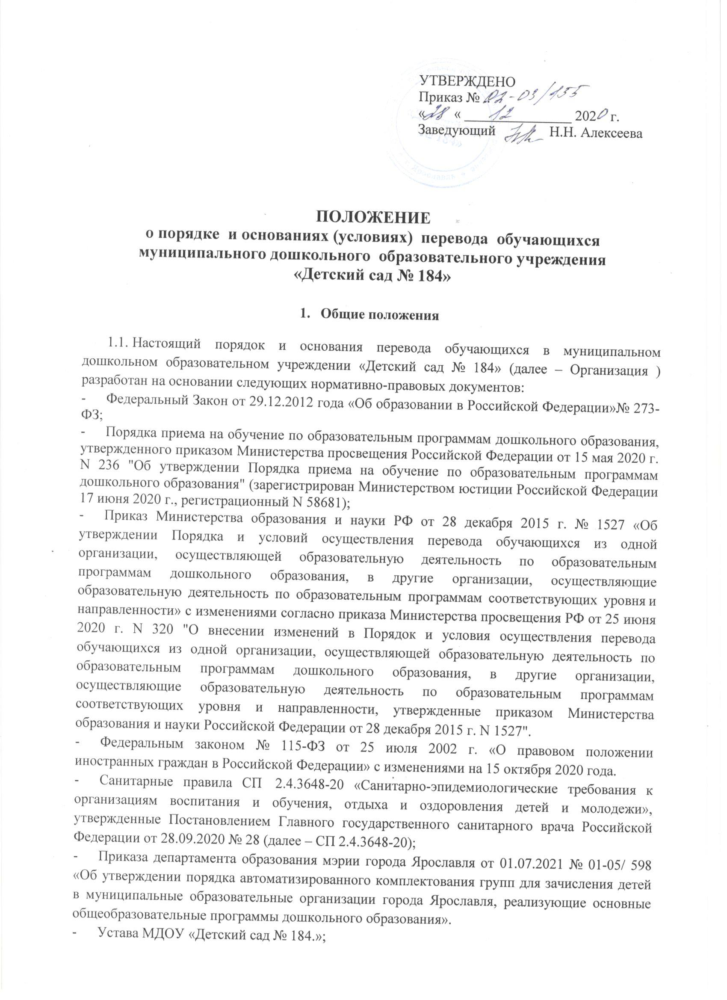 УТВЕРЖДЕНО
Приказ № 02-03/155
«28 « 12 2020 г.
Заведующий Н.Н. Алексеева
№ 184»
г. Ярославль
ПОЛОЖЕНИЕ
о порядке и основаниях (условиях) перевода обучающихся
муниципального дошкольного образовательного учреждения
«Детский сад № 184»
1. Общие положения
1.1. Настоящий порядок и основания перевода обучающихся в муниципальном
дошкольном образовательном учреждении «Детский сад № 184» (далее – Организация )
разработан на основании следующих нормативно-правовых документов:
- Федеральный Закон от 29.12.2012 года «Об образовании в Российской Федерации»№ 273-
ФЗ;
- Порядка приема на обучение по образовательным программам дошкольного образования,
утвержденного приказом Министерства просвещения Российской Федерации от 15 мая 2020 г.
N 236 "Об утверждении Порядка приема на обучение по образовательным программам
дошкольного образования" (зарегистрирован Министерством юстиции Российской Федерации
17 июня 2020 г., регистрационный N 58681);
- Приказ Министерства образования и науки РФ от 28 декабря 2015 г. № 1527 «Об
утверждении Порядка и условий осуществления перевода обучающихся из одной
организации, осуществляющей образовательную деятельность по образовательным
программам дошкольного образования, в другие организации, осуществляющие
образовательную деятельность по образовательным программам соответствующих уровня и
направленности» с изменениями согласно приказа Министерства просвещения РФ от 25 июня
2020 г. N 320 "О внесении изменений в Порядок и условия осуществления перевода
обучающихся из одной организации, осуществляющей образовательную деятельность по
образовательным программам дошкольного образования, в другие организации,
осуществляющие образовательную деятельность по образовательным программам
соответствующих уровня и направленности, утвержденные приказом Министерства
образования и науки Российской Федерации от 28 декабря 2015 г. N 1527".
- Федеральным законом № 115-ФЗ от 25 июля 2002 г. «О правовом положении
иностранных граждан в Российской Федерации» с изменениями на 15 октября 2020 года.
- Санитарные правила СП 2.4.3648-20 «Санитарно-эпидемиологические требования к
организациям воспитания и обучения, отдыха и оздоровления детей и молодежи»,
утвержденные Постановлением Главного государственного санитарного врача Российской
Федерации от 28.09.2020 № 28 (далее – СП 2.4.3648-20);
- Приказа департамента образования мэрии города Ярославля от 01.07.2021 № 01-05/ 598
«Об утверждении порядка автоматизированного комплектования групп для зачисления детей
в муниципальные образовательные организации города Ярославля, реализующие основные
общеобразовательные программы дошкольного образования».
- Устава МДОУ «Детский сад № 184.»;